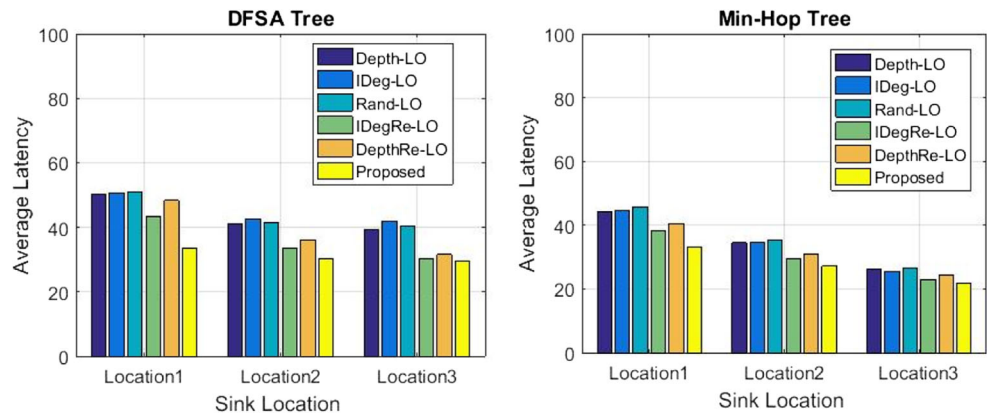 DFSA Tree
100
80
60
40
20
0
Average Latency
Depth-LO
IDeg-LO
Rand-LO
IDegRe-LO
DepthRe-LO
Proposed
Location1 Location2 Location3
Sink Location
Min-Hop Tree
100
80
60
40
20
0
Average Latency
Depth-LO
IDeg-LO
Rand-LO
IDegRe-LO
DepthRe-LO
Proposed
Location1 Location2 Location3
Sink Location